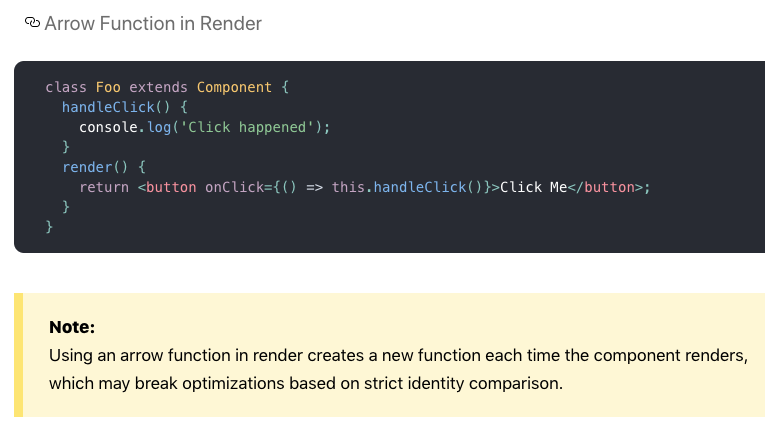 Arrow Function in Render
class Foo extends Component {
  handleClick() {
    console.log('Click happened');
  }
  render() {
    return <button onClick={() => this.handleClick()}>Click Me</button>;
  }
}
Note:
Using an arrow function in render creates a new function each time the component renders,
which may break optimizations based on strict identity comparison.